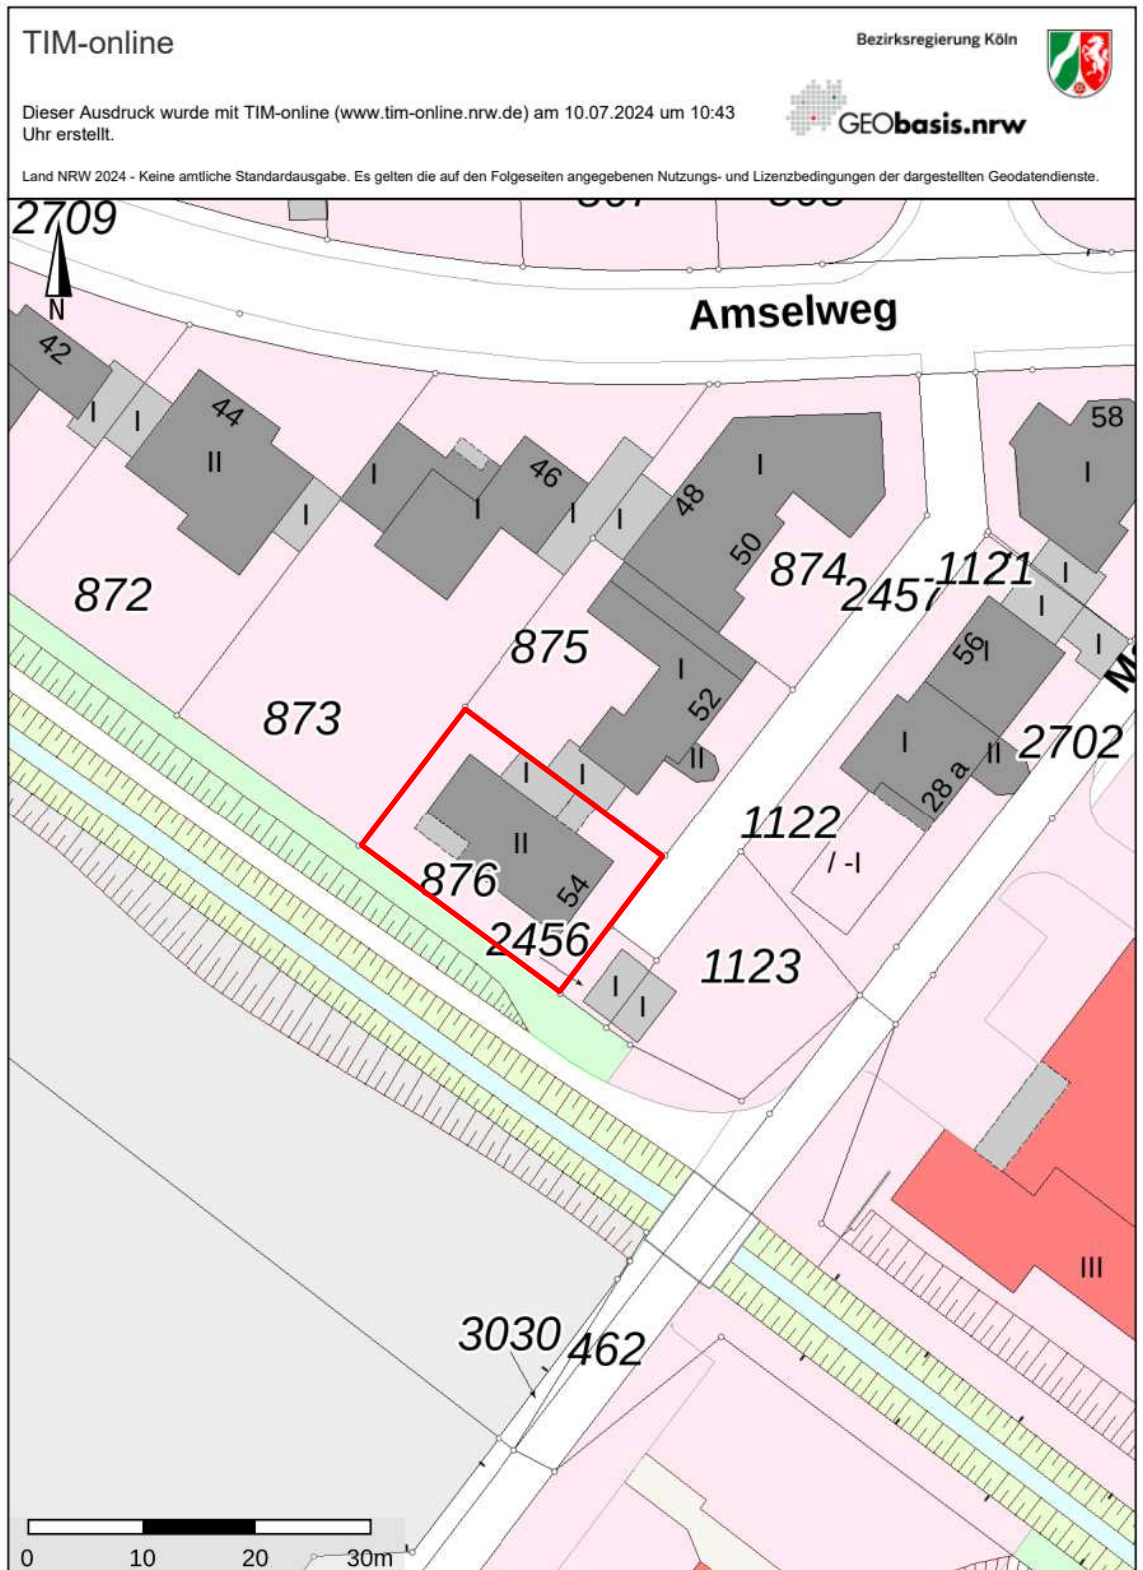 TIM-online
Bezirksregierung Köln
Dieser Ausdruck wurde mit TIM-online (www.tim-online.nrw.de) am 10.07.2024 um 10:43
Uhr erstellt.
GEObasis.nrw
Land NRW 2024 - Keine amtliche Standardausgabe. Es gelten die auf den Folgeseiten angegebenen Nutzungs- und Lizenzbedingungen der dargestellten Geodatendienste.
2709
N
Amselweg
42
I
I
44
II
I
I
46
I
I
I
48
I
50
58
I
872
875
874
2457
1121
I
I
I
56
I
873
I
52
II
I
II
28 a
2702
I
I
II
876
54
2456
1122
/ -I
1123
I
I
III
3030
462
0
10
20
30m